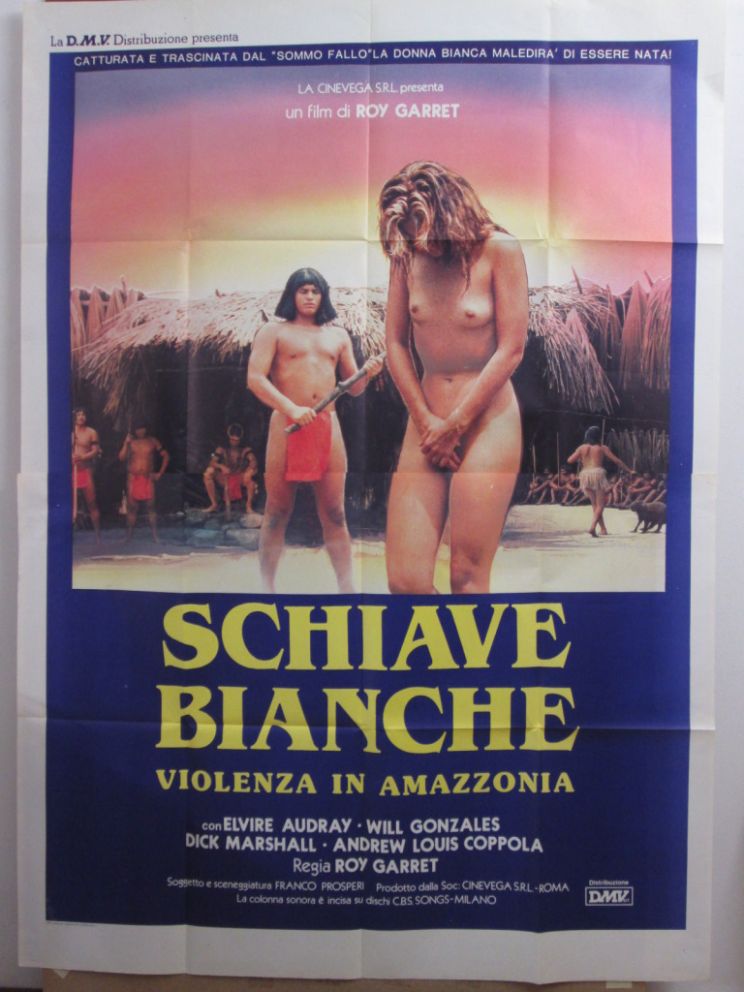 La D.M.V. Distribuzione presenta
CATTURATA E TRASCINATA DAL "SOMMO FALLO" LA DONNA BIANCA MALEDIRA' DI ESSERE NATA!
LA CINEVEGA S.R.L. presenta
un film di ROY GARRET
SCHIAVE
BIANCHE
VIOLENZA IN AMAZZONIA
con ELVIRE AUDRAY · WILL GONZALES
DICK MARSHALL · ANDREW LOUIS COPPOLA
Regia ROY GARRET
Soggetto e sceneggiatura FRANCO PROSPERI Prodotto dalla Soc: CINEVEGA S.R.L.-ROMA
La colonna sonora è incisa su dischi C.B.S. SONGS-MILANO
Distribuzione
DMV